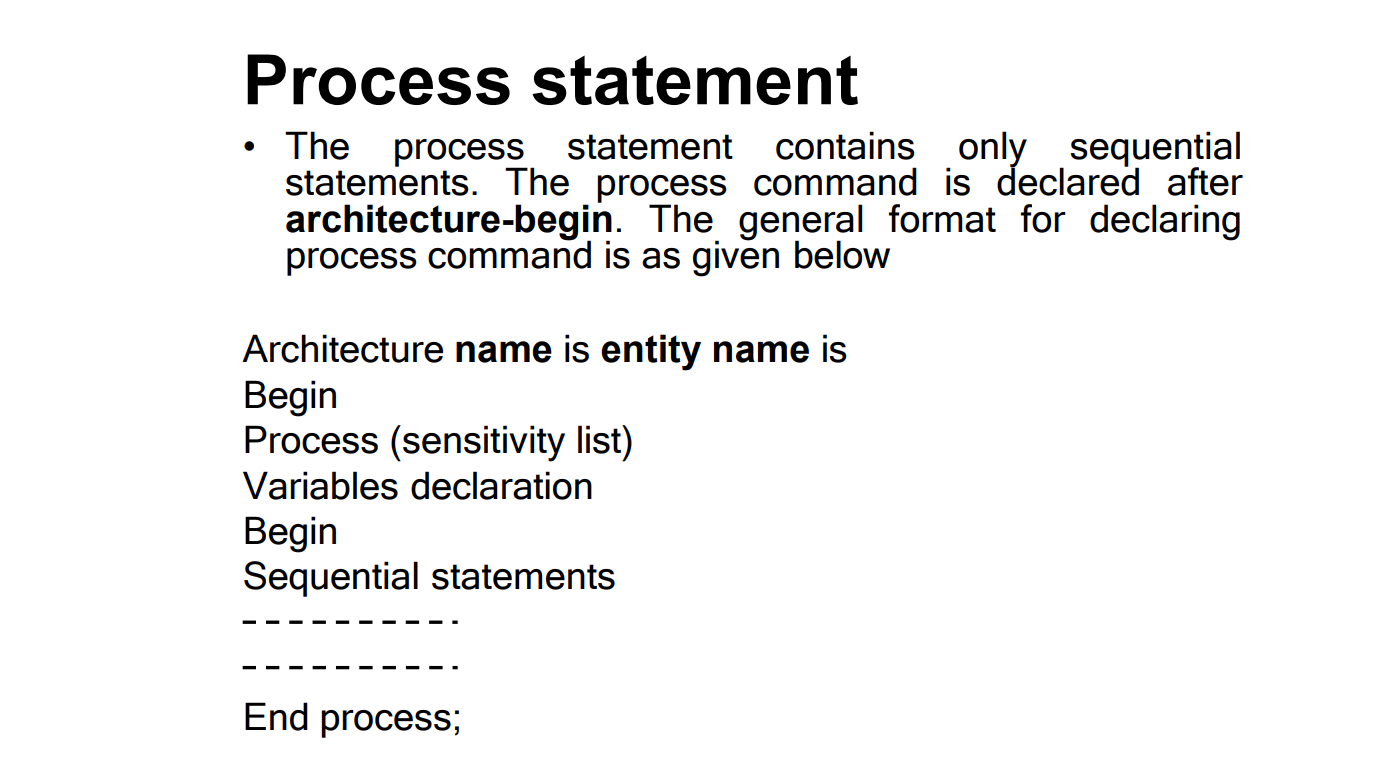 Process statement
• The process statement contains only sequential
statements. The process command is declared after
architecture-begin. The general format for declaring
process command is as given below
Architecture name is entity name is
Begin
Process (sensitivity list)
Variables declaration
Begin
Sequential statements
----------
----------
End process;